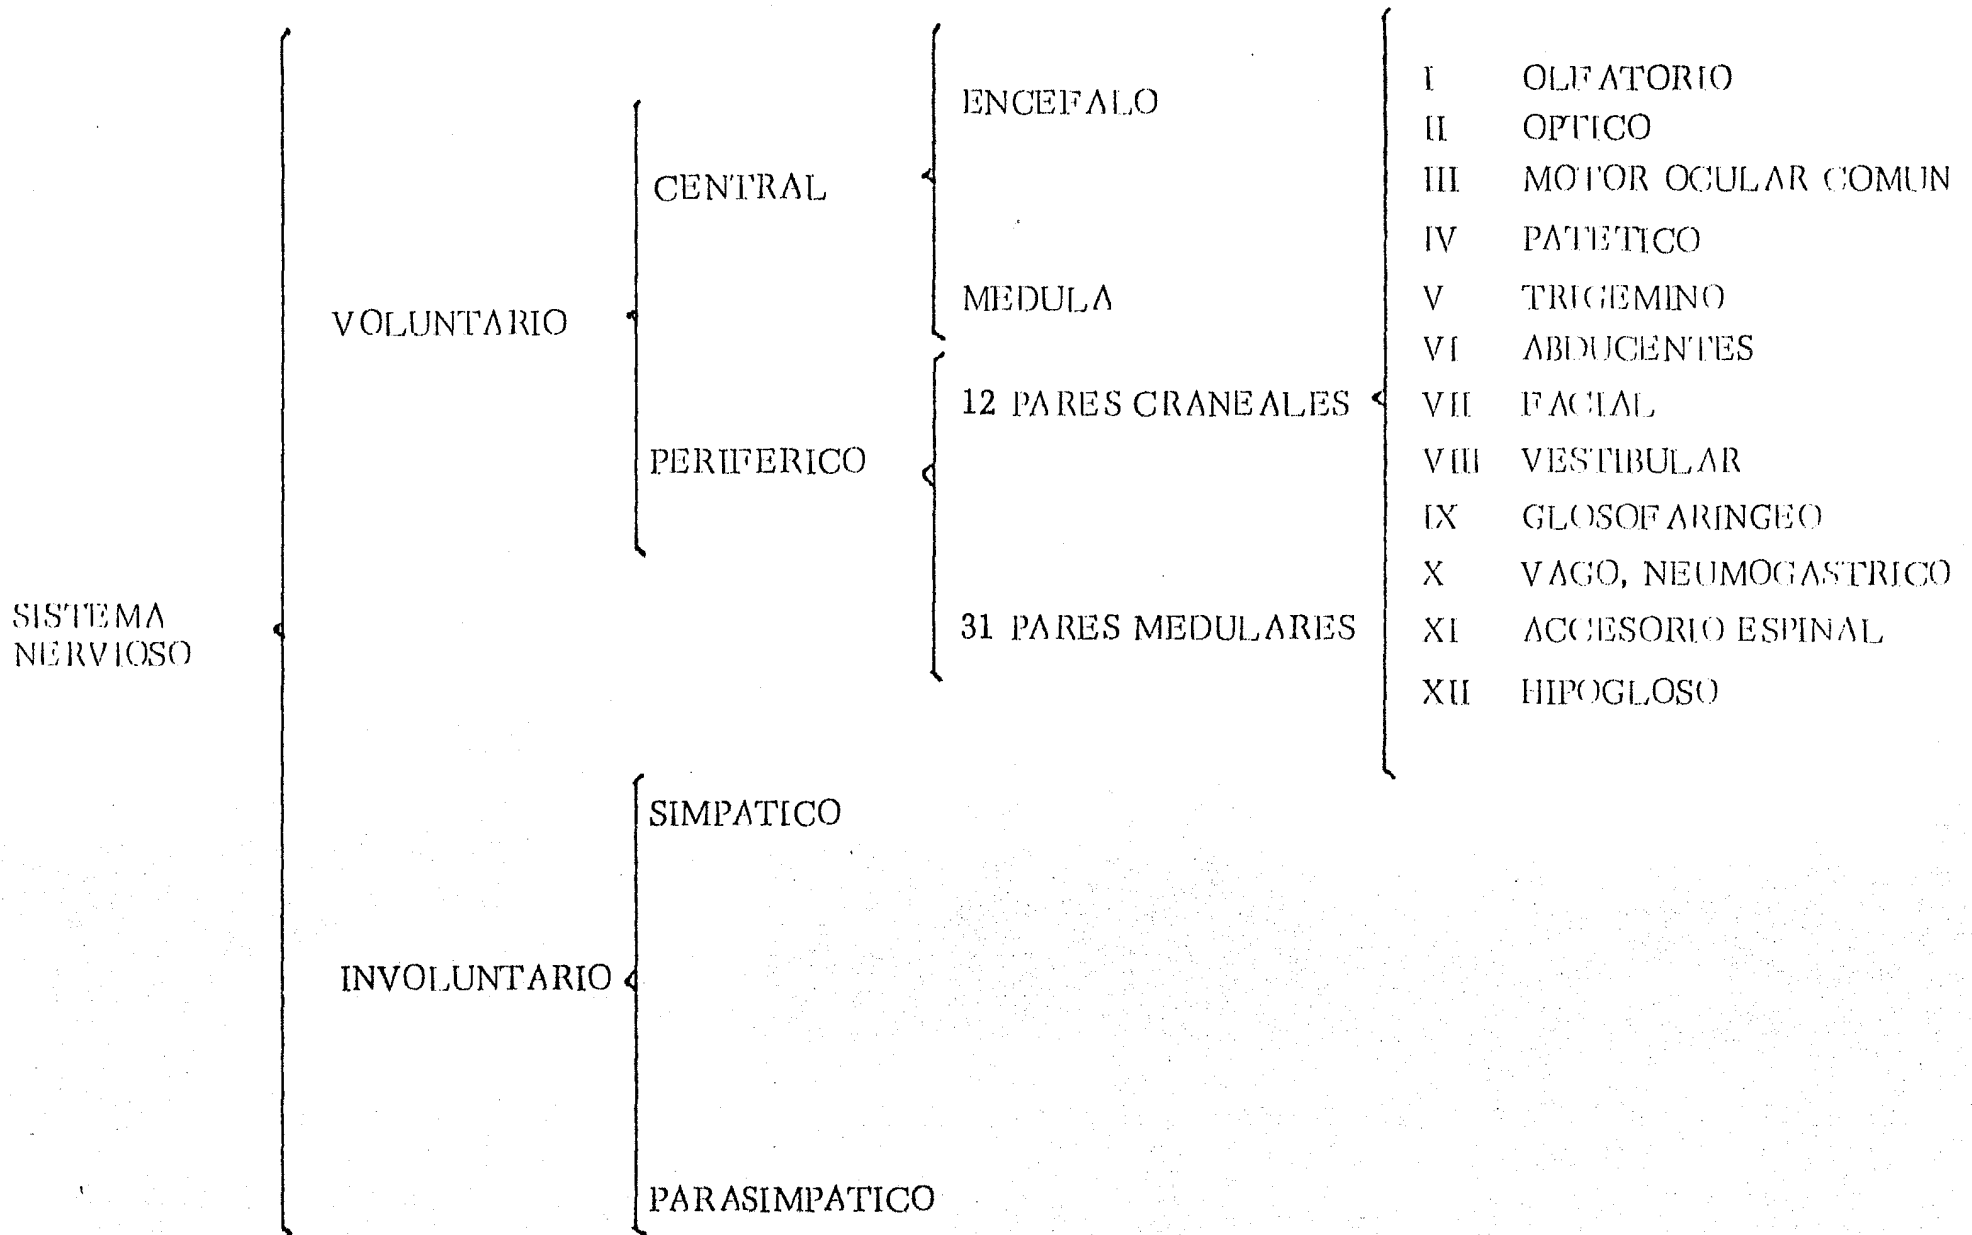 SISTEMA
NERVIOSO
VOLUNTARIO
CENTRAL
ENCEFALO
MEDULA
PERIFERICO
12 PARES CRANEALES
I OLFATORIO
II OPTICO
III MOTOR OCULAR COMUN
IV PATETICO
V TRIGEMINO
VI ABDUCENTES
VII FACIAL
VIII VESTIBULAR
IX GLOSOFARINGEO
X VAGO, NEUMOGASTRICO
XI ACCESORIO ESPINAL
XII HIPOGLOSO
31 PARES MEDULARES
INVOLUNTARIO
SIMPATICO
PARASIMPATICO